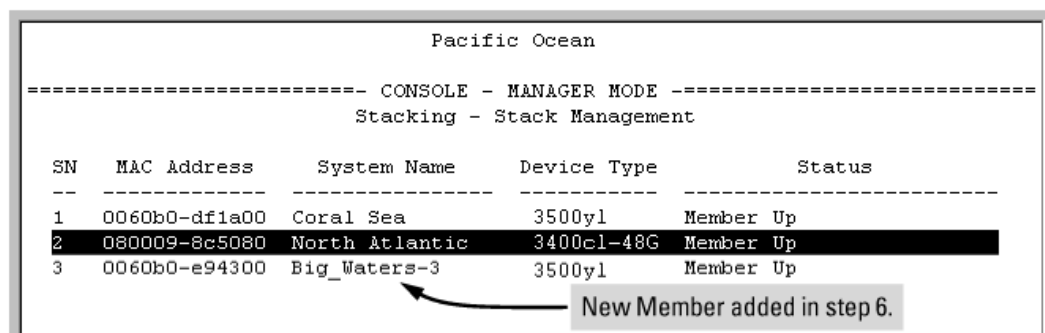 Pacific Ocean
==========================- CONSOLE - MANAGER MODE -============================
Stacking - Stack Management
SN MAC Address System Name Device Type Status
-- ------------- ---------------- ----------- -------------------------
1 0060b0-df1a00 Coral Sea 3500yl Member Up
2 080009-8c5080 North Atlantic 3400cl-48G Member Up
3 0060b0-e94300 Big_Waters-3 3500yl Member Up
New Member added in step 6.